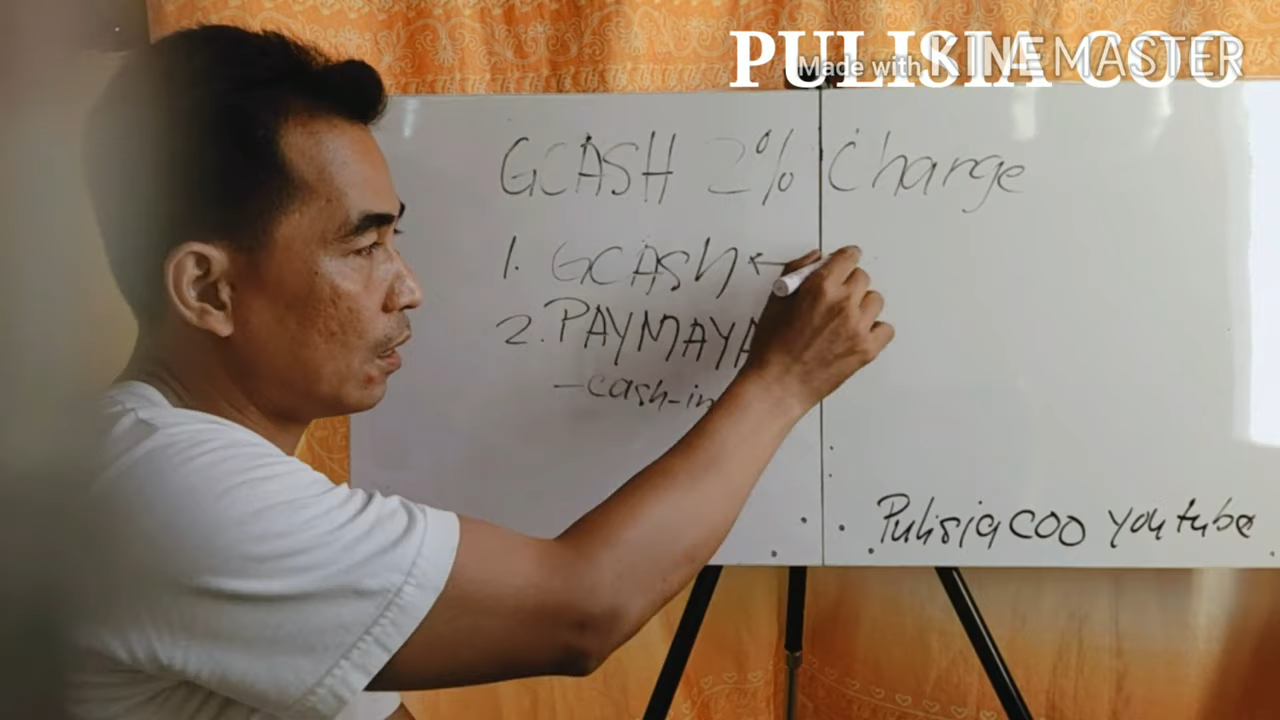 PULISIA COO
Made with KINEMASTER
GCASH 2% Charge
1. GCASH ←
2. PAYMAYA
-cash-in
Pulisia COO youtube